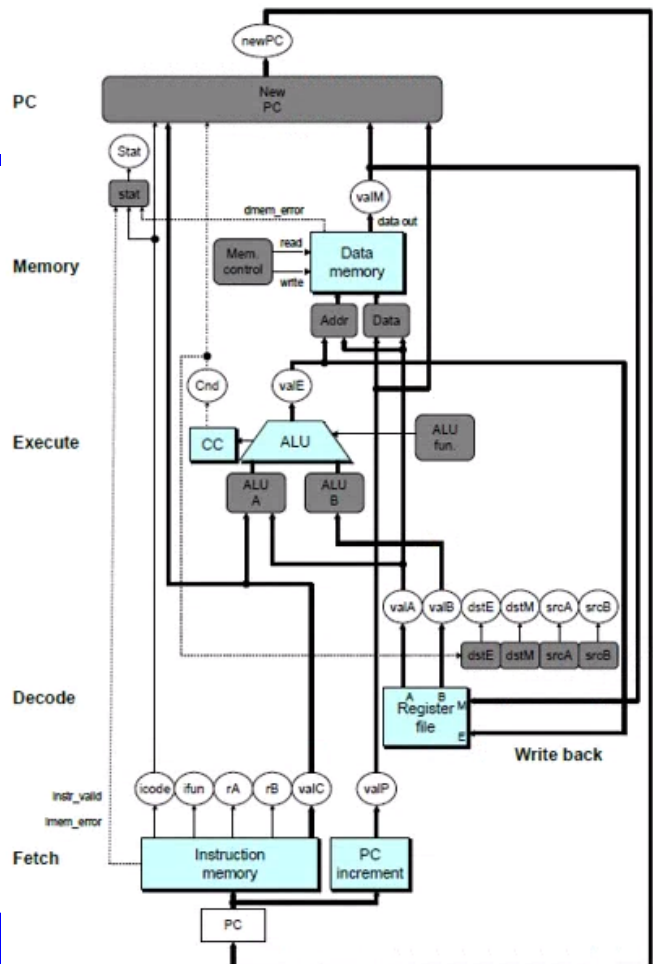 newPC
PC
New
PC
Stat
stat
valM
dmem_error
data out
Memory
Mem.
control
read
write
Data
memory
Addr
Data
Cnd
valE
Execute
CC
ALU
ALU
fun.
ALU
A
ALU
B
valA
valB
dstE
dstM
srcA
srcB
dstE
dstM
srcA
srcB
Decode
A
B
Register
file
M
E
Write back
instr_valid
imem_error
icode
ifun
rA
rB
valC
valP
Fetch
Instruction
memory
PC
increment
PC